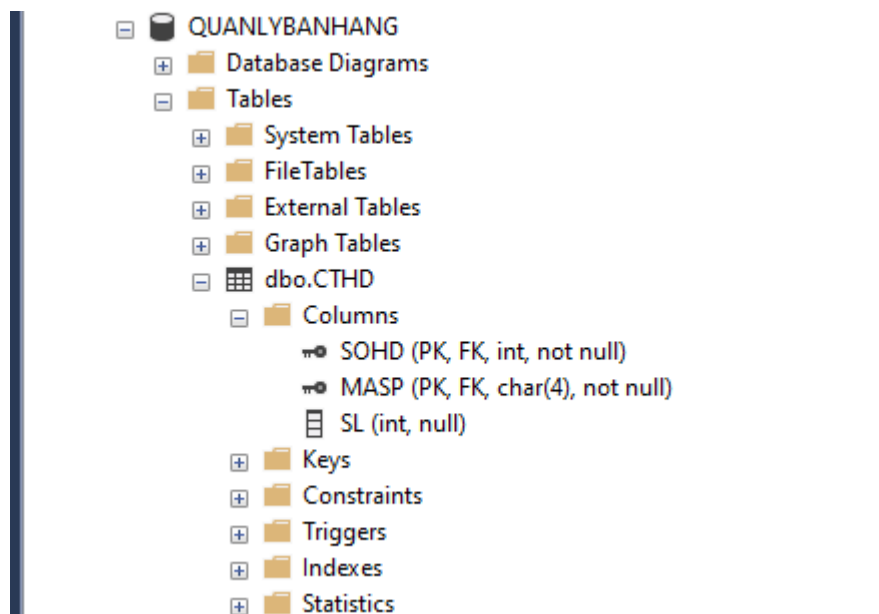 QUANLYBANHANG
Database Diagrams
Tables
System Tables
FileTables
External Tables
Graph Tables
dbo.CTHD
Columns
SOHD (PK, FK, int, not null)
MASP (PK, FK, char(4), not null)
SL (int, null)
Keys
Constraints
Triggers
Indexes
Statistics